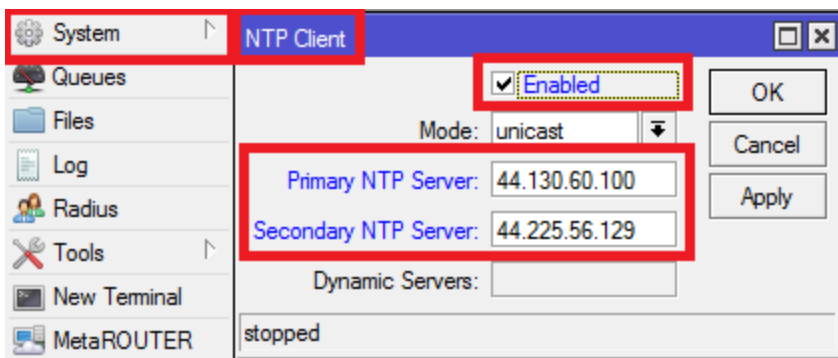 System
Queues
Files
Log
Radius
Tools
New Terminal
MetaROUTER
NTP Client
Enabled
Mode: unicast
Primary NTP Server: 44.130.60.100
Secondary NTP Server: 44.225.56.129
Dynamic Servers:
stopped
OK
Cancel
Apply